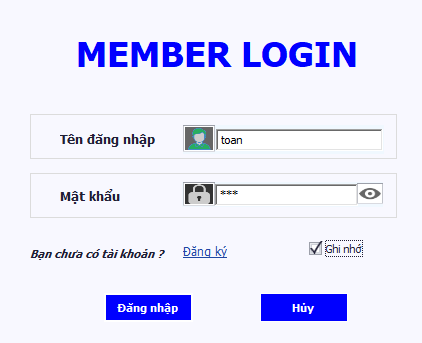 MEMBER LOGIN
Tên đăng nhập toan
Mật khẩu ***
Bạn chưa có tài khoản ? Đăng ký Ghi nhớ
Đăng nhập Hủy